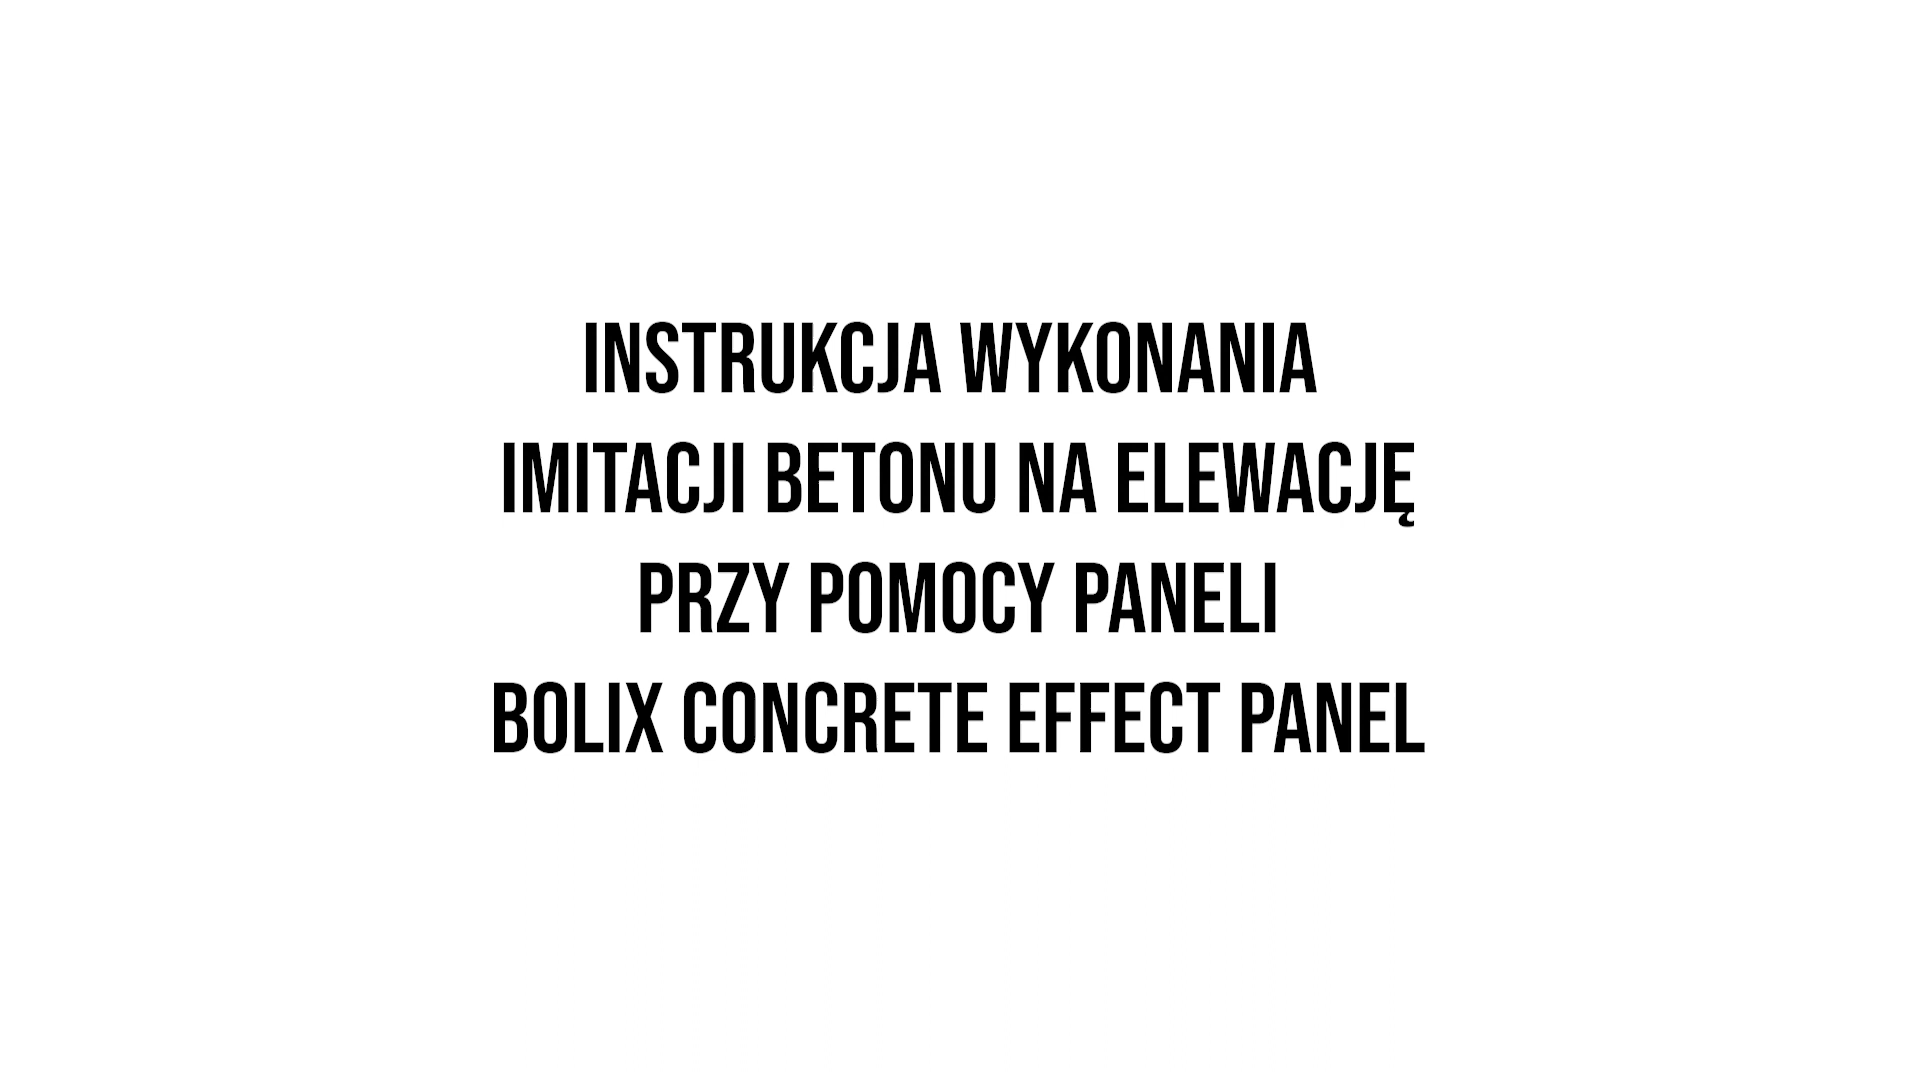 INSTRUKCJA WYKONANIA
IMITACJI BETONU NA ELEWACJĘ
PRZY POMOCY PANELI
BOLIX CONCRETE EFFECT PANEL